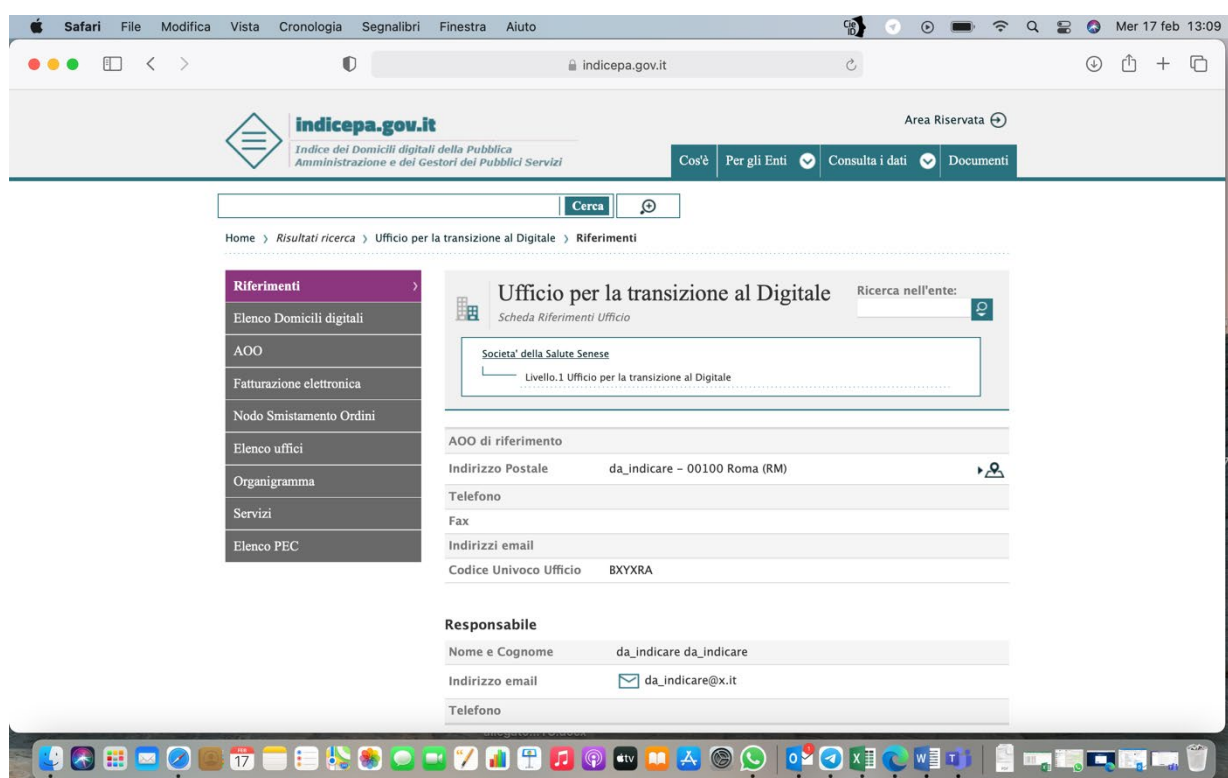 Safari File Modifica Vista Cronologia Segnalibri Finestra Aiuto Mer 17 feb 13:09
indicepa.gov.it
Area Riservata
indicepa.gov.it
Indice dei Domicili digitali della Pubblica
Amministrazione e dei Gestori dei Pubblici Servizi
Cos'è Per gli Enti Consulta i dati Documenti
Cerca
Home > Risultati ricerca > Ufficio per la transizione al Digitale > Riferimenti
Riferimenti
Elenco Domicili digitali
AOO
Fatturazione elettronica
Nodo Smistamento Ordini
Elenco uffici
Organigramma
Servizi
Elenco PEC
Ufficio per la transizione al Digitale
Scheda Riferimenti Ufficio
Ricerca nell'ente:
Societa' della Salute Senese
Livello.1 Ufficio per la transizione al Digitale
AOO di riferimento
Indirizzo Postale da_indicare – 00100 Roma (RM)
Telefono
Fax
Indirizzi email
Codice Univoco Ufficio BXYXRA
Responsabile
Nome e Cognome da_indicare da_indicare
Indirizzo email da_indicare@x.it
Telefono
FEB
17
tv